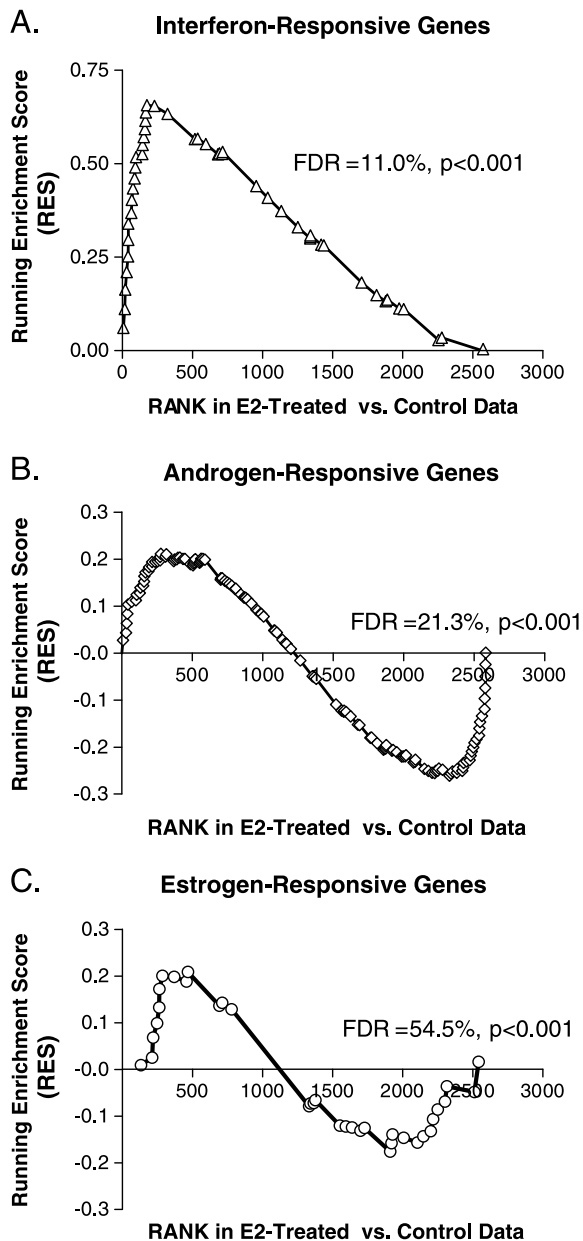 A.
Interferon-Responsive Genes
Running Enrichment Score
(RES)
0.75
0.50
0.25
0.00
FDR =11.0%, p<0.001
0 500 1000 1500 2000 2500 3000
RANK in E2-Treated vs. Control Data
B.
Androgen-Responsive Genes
Running Enrichment Score
(RES)
0.3
0.2
0.1
-0.0
-0.1
-0.2
-0.3
FDR =21.3%, p<0.001
500 1000 1500 2000 2500 3000
RANK in E2-Treated vs. Control Data
C.
Estrogen-Responsive Genes
Running Enrichment Score
(RES)
0.3
0.2
0.1
-0.0
-0.1
-0.2
-0.3
FDR =54.5%, p<0.001
500 1000 1500 2000 2500 3000
RANK in E2-Treated vs. Control Data